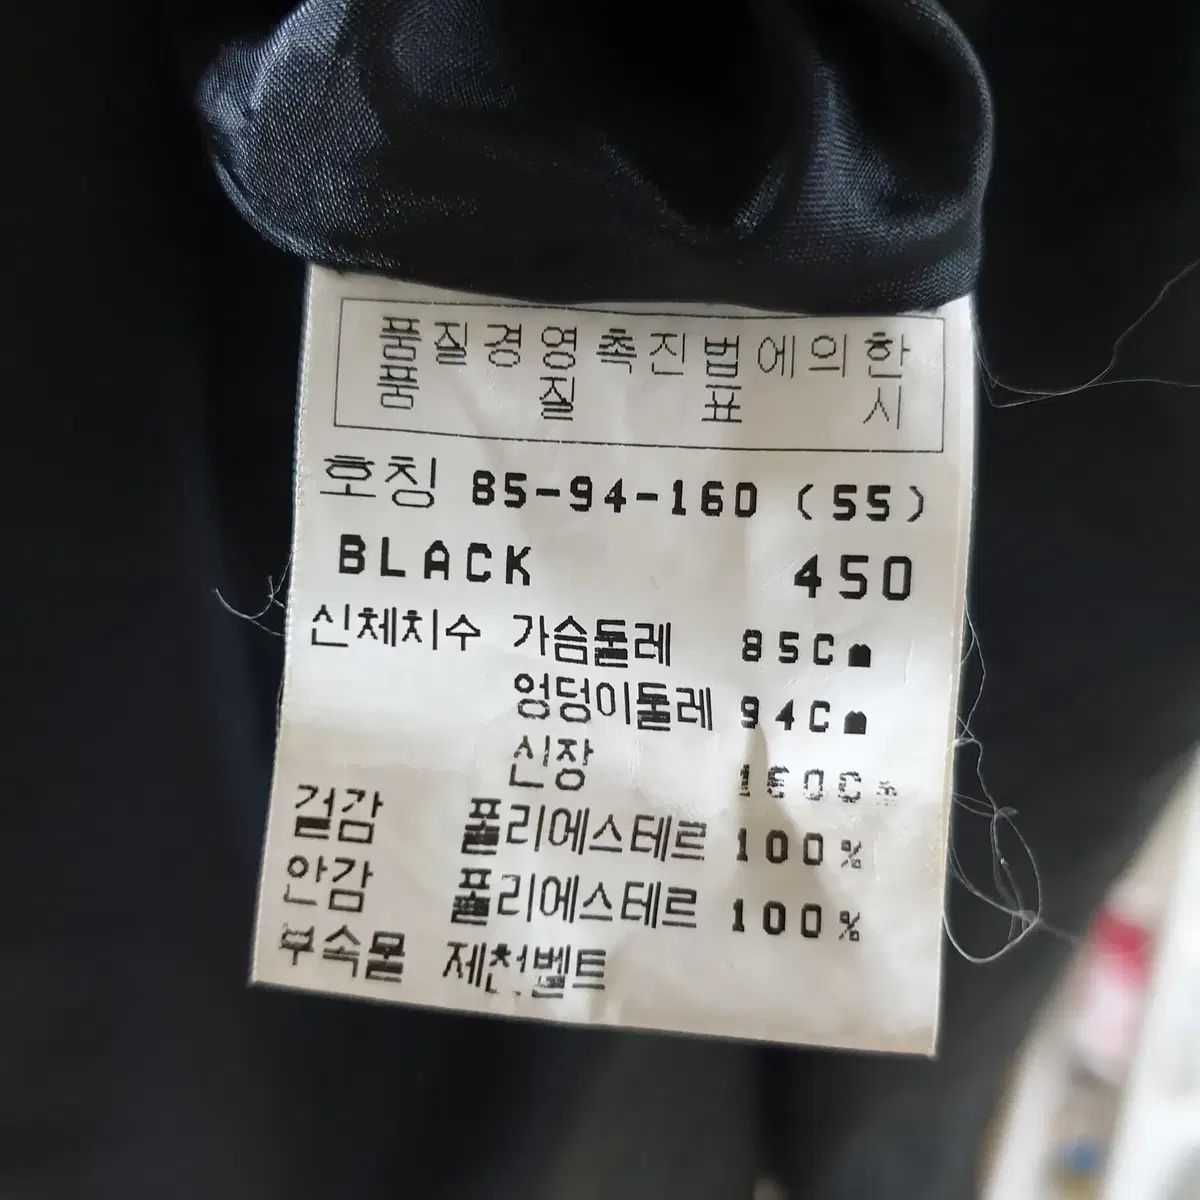 품질경영촉진법에의한
품 질 표 시
호칭 85-94-160 (55)
BLACK 450
신체치수 가슴둘레 85Cm
엉덩이둘레 94Cm
신장 160Cm
겉감 폴리에스테르 100%
안감 폴리에스테르 100%
부속물 제천벨트